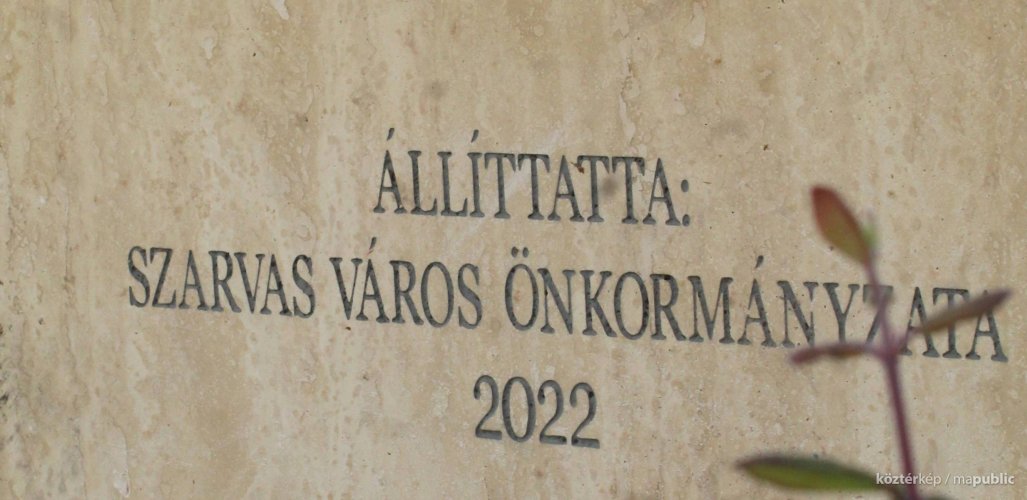 ÁLLÍTTATTA:
SZARVAS VÁROS ÖNKORMÁNYZATA
2022
köztérkép / mapublic